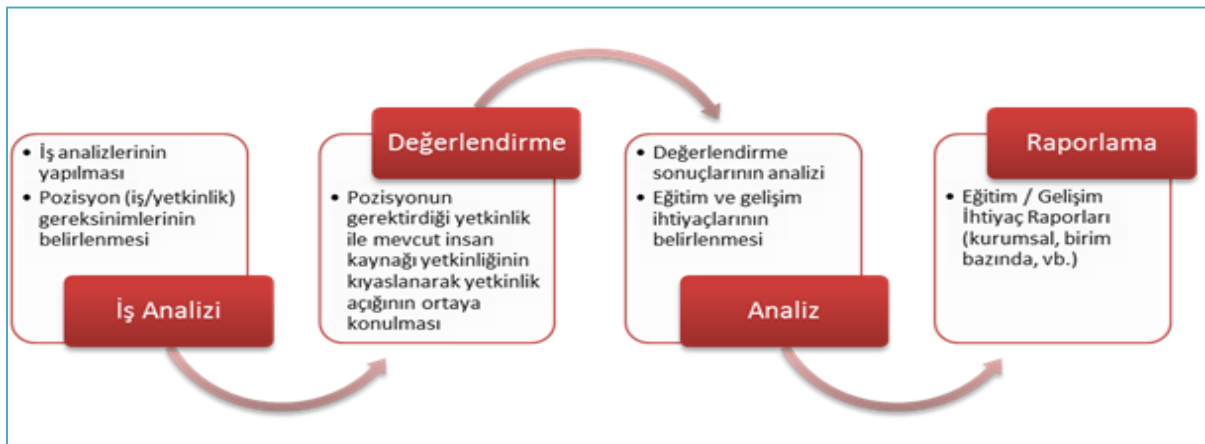 • İş analizlerinin
yapılması
• Pozisyon (iş/yetkinlik)
gereksinimlerinin
belirlenmesi
İş Analizi
Değerlendirme
• Pozisyonun
gerektirdiği yetkinlik
ile mevcut insan
kaynağı yetkinliğinin
kıyaslanarak yetkinlik
açığının ortaya
konulması
• Değerlendirme
sonuçlarının analizi
• Eğitim ve gelişim
ihtiyaçlarının
belirlenmesi
Analiz
Raporlama
• Eğitim / Gelişim
İhtiyaç Raporları
(kurumsal, birim
bazında, vb.)